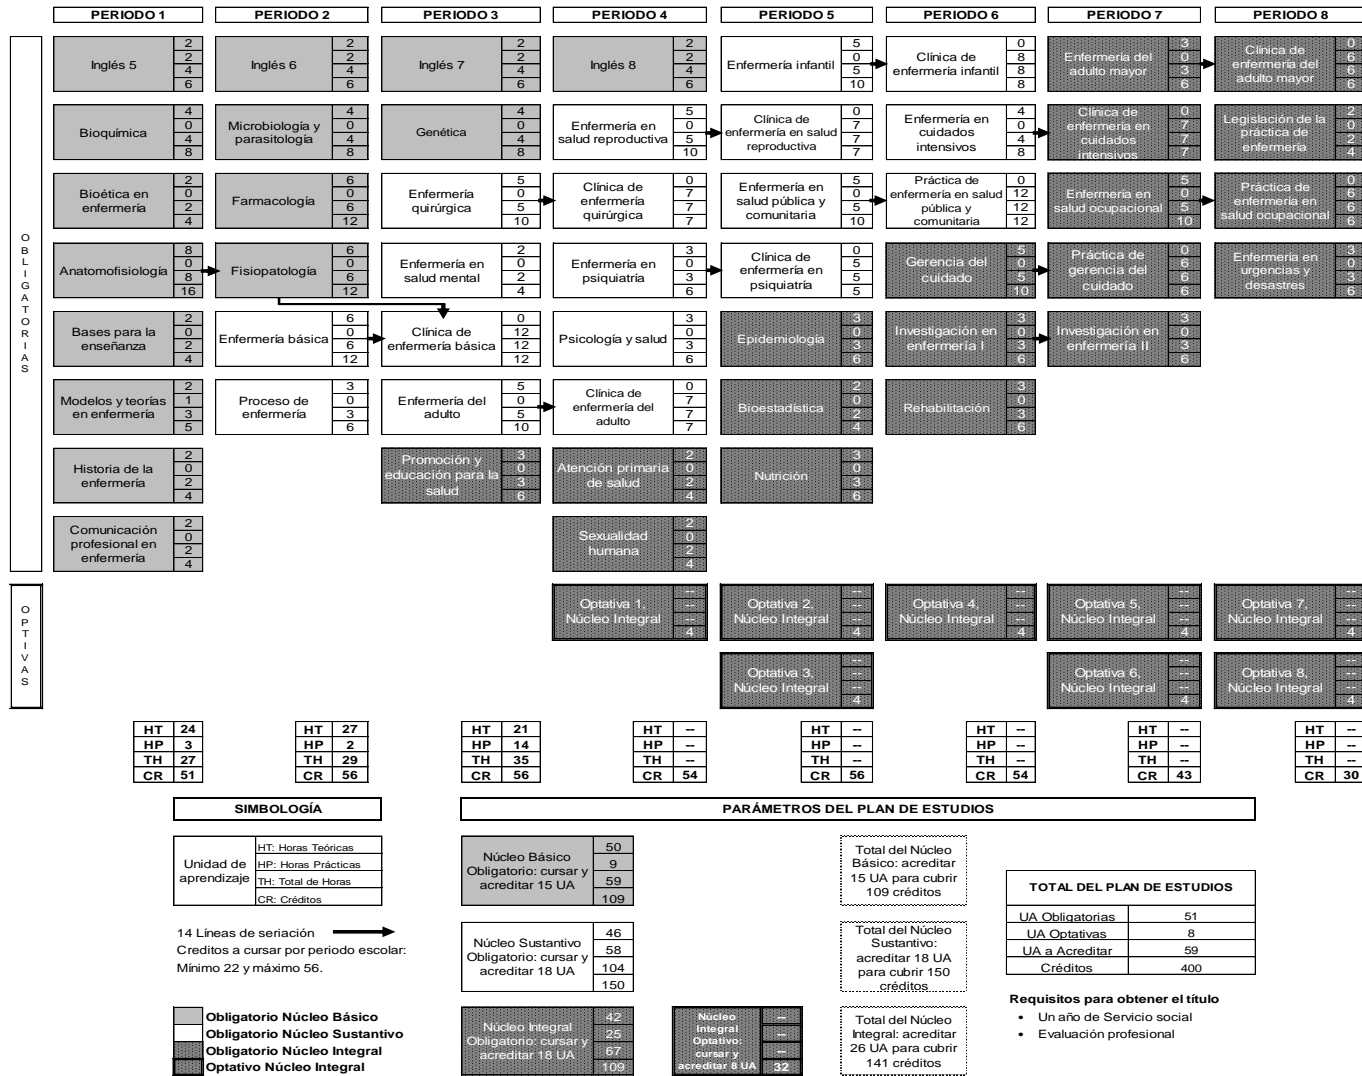 PERIODO 1
PERIODO 2
PERIODO 3
PERIODO 4
PERIODO 5
PERIODO 6
PERIODO 7
PERIODO 8
OBLIGATORIAS
Inglés 5
2
2
4
6
Inglés 6
2
2
4
6
Inglés 7
2
2
4
6
Inglés 8
2
2
4
6
Enfermería infantil
5
0
5
10
Clínica de
enfermería infantil
0
8
8
8
Enfermería del
adulto mayor
3
0
3
6
Clínica de
enfermería del
adulto mayor
0
6
6
6
Bioquímica
4
0
4
8
Microbiología y
parasitología
4
0
4
8
Genética
4
0
4
8
Enfermería en
salud reproductiva
5
0
5
10
Clínica de
enfermería en salud
reproductiva
0
7
7
7
Enfermería en
cuidados
intensivos
4
0
4
8
Clínica de
enfermería en
cuidados
intensivos
0
7
7
7
Legislación de la
práctica de
enfermería
2
0
2
4
Bioética en
enfermería
2
0
2
4
Farmacología
6
0
6
12
Enfermería
quirúrgica
5
0
5
10
Clínica de
enfermería
quirúrgica
0
7
7
7
Enfermería en
salud pública y
comunitaria
5
0
5
10
Práctica de
enfermería en salud
pública y
comunitaria
0
12
12
12
Enfermería en
salud ocupacional
5
0
5
10
Práctica de
enfermería en
salud ocupacional
0
6
6
6
Anatomofisiología
8
0
8
16
Fisiopatología
6
0
6
12
Enfermería en
salud mental
2
0
2
4
Enfermería en
psiquiatría
3
0
3
6
Clínica de
enfermería en
psiquiatría
0
5
5
5
Gerencia del
cuidado
5
0
5
10
Práctica de
gerencia del
cuidado
0
6
6
6
Enfermería en
urgencias y
desastres
3
0
3
6
Bases para la
enseñanza
2
0
2
4
Enfermería básica
6
0
6
12
Clínica de
enfermería básica
0
12
12
12
Psicología y salud
3
0
3
6
Epidemiología
3
0
3
6
Investigación en
enfermería I
3
0
3
6
Investigación en
enfermería II
3
0
3
6
Modelos y teorías
en enfermería
2
1
3
5
Proceso de
enfermería
3
0
3
6
Enfermería del
adulto
5
0
5
10
Clínica de
enfermería del
adulto
0
7
7
7
Bioestadística
2
0
2
4
Rehabilitación
3
0
3
6
Historia de la
enfermería
2
0
2
4
Promoción y
educación para la
salud
3
0
3
6
Atención primaria
de salud
2
0
2
4
Nutrición
3
0
3
6
Comunicación
profesional en
enfermería
2
0
2
4
Sexualidad
humana
2
0
2
4
OPTIVAS
Optativa 1,
Núcleo Integral
--
--
--
4
Optativa 2,
Núcleo Integral
--
--
--
4
Optativa 4,
Núcleo Integral
--
--
--
4
Optativa 5,
Núcleo Integral
--
--
--
4
Optativa 7,
Núcleo Integral
--
--
--
4
Optativa 3,
Núcleo Integral
--
--
--
4
Optativa 6,
Núcleo Integral
--
--
--
4
Optativa 8,
Núcleo Integral
--
--
--
4
HT 24
HP 3
TH 27
CR 51
HT 27
HP 2
TH 29
CR 56
HT 21
HP 14
TH 35
CR 56
HT --
HP --
TH --
CR 54
HT --
HP --
TH --
CR 56
HT --
HP --
TH --
CR 54
HT --
HP --
TH --
CR 43
HT --
HP --
TH --
CR 30
SIMBOLOGÍA
Unidad de
aprendizaje
HT: Horas Teóricas
HP: Horas Prácticas
TH: Total de Horas
CR: Créditos
14 Líneas de seriación
Creditos a cursar por periodo escolar:
Mínimo 22 y máximo 56.
Obligatorio Núcleo Básico
Obligatorio Núcleo Sustantivo
Obligatorio Núcleo Integral
Optativo Núcleo Integral
PARÁMETROS DEL PLAN DE ESTUDIOS
Núcleo Básico
Obligatorio: cursar y
acreditar 15 UA
50
9
59
109
Núcleo Sustantivo
Obligatorio: cursar y
acreditar 18 UA
46
58
104
150
Núcleo Integral
Obligatorio: cursar y
acreditar 18 UA
42
25
67
109
Núcleo
Integral
Optativo:
cursar y
acreditar 8 UA
--
--
--
32
Total del Núcleo
Básico: acreditar
15 UA para cubrir
109 créditos
Total del Núcleo
Sustantivo:
acreditar 18 UA
para cubrir 150
créditos
Total del Núcleo
Integral: acreditar
26 UA para cubrir
141 créditos
TOTAL DEL PLAN DE ESTUDIOS
UA Obligatorias 51
UA Optativas 8
UA a Acreditar 59
Créditos 400
Requisitos para obtener el título
• Un año de Servicio social
• Evaluación profesional